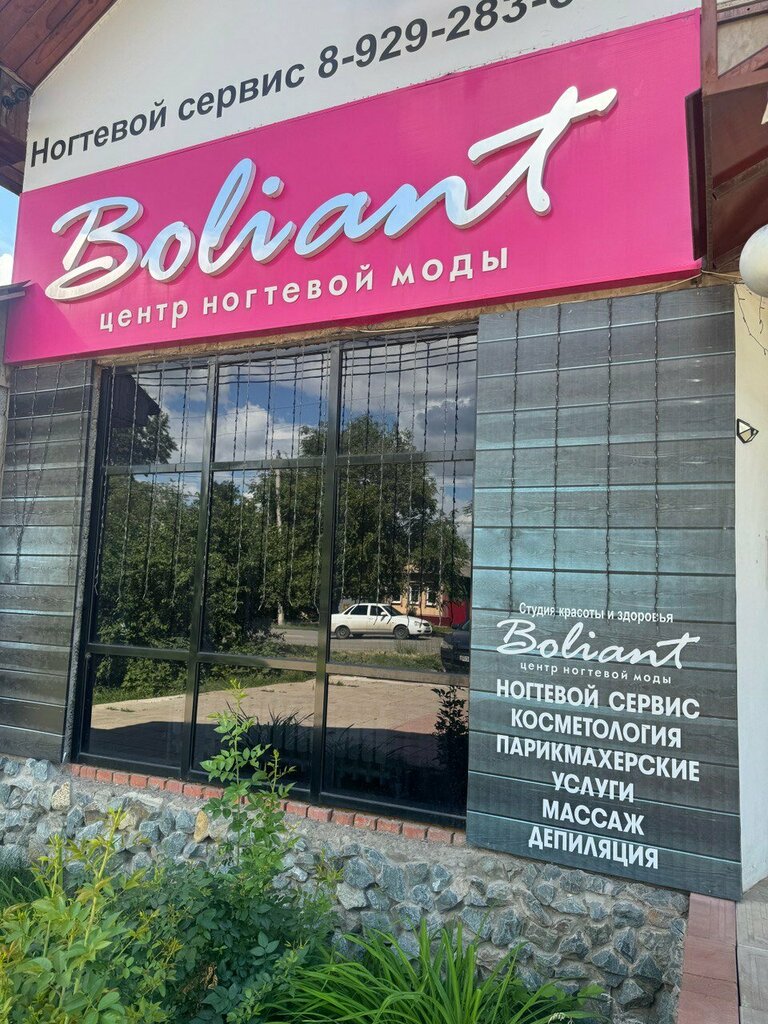 Ногтевой сервис 8-929-283-
Boliant
центр ногтевой моды
Студия красоты и здоровья
Boliant
центр ногтевой моды
НОГТЕВОЙ СЕРВИС
КОСМЕТОЛОГИЯ
ПАРИКМАХЕРСКИЕ
УСЛУГИ
МАССАЖ
ДЕПИЛЯЦИЯ